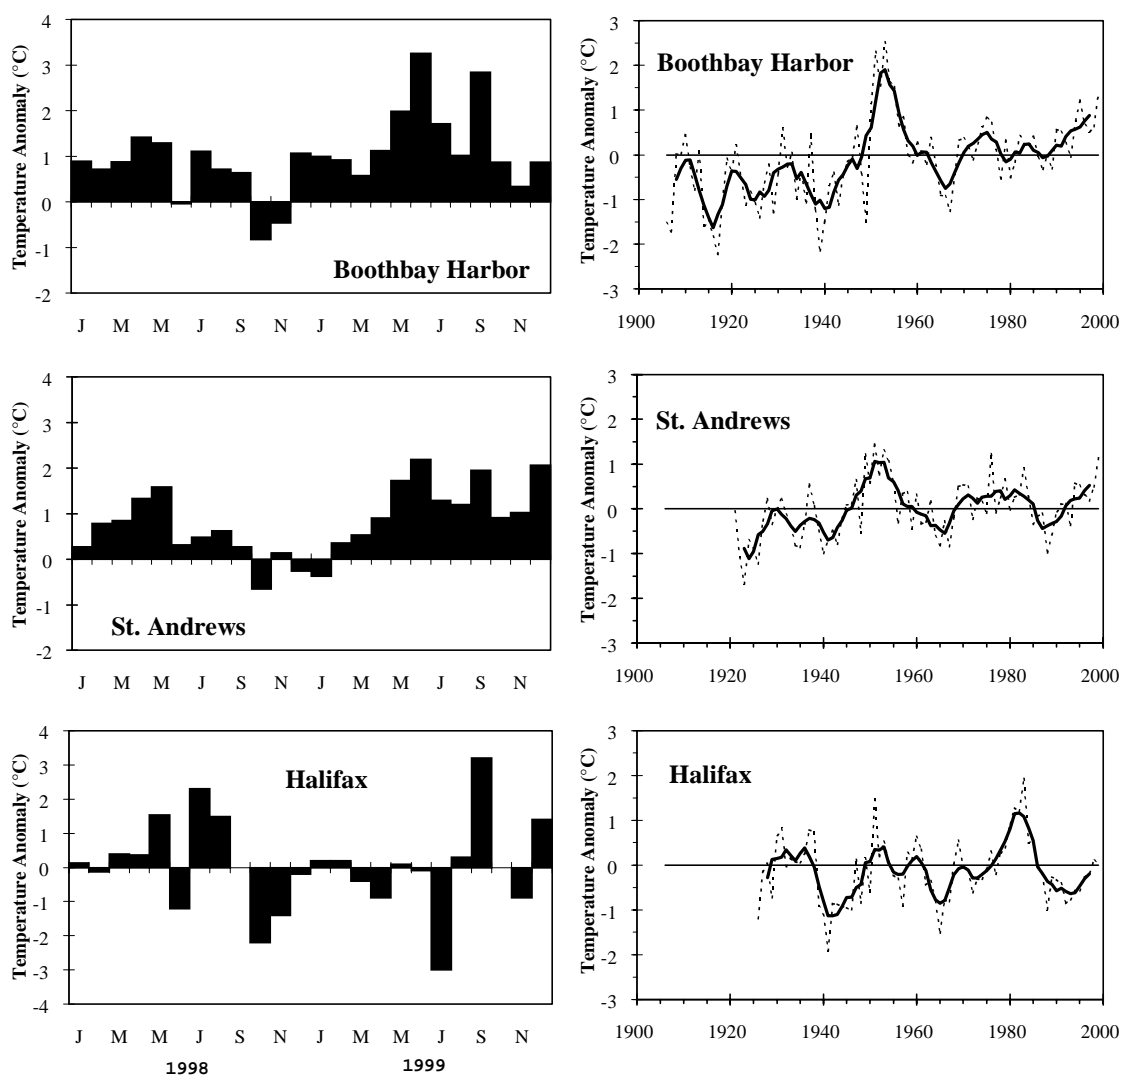 Temperature Anomaly (°C)
4
3
2
1
0
-1
-2
Boothbay Harbor
J M M J S N J M M J S N
Temperature Anomaly (°C)
3
2
1
0
-1
-2
-3
Boothbay Harbor
1900 1920 1940 1960 1980 2000
Temperature Anomaly (°C)
4
3
2
1
0
-1
-2
St. Andrews
J M M J S N J M M J S N
Temperature Anomaly (°C)
3
2
1
0
-1
-2
-3
St. Andrews
1900 1920 1940 1960 1980 2000
Temperature Anomaly (°C)
4
3
2
1
0
-1
-2
-3
-4
Halifax
J M M J S N J M M J S N
1998 1999
Temperature Anomaly (°C)
3
2
1
0
-1
-2
-3
Halifax
1900 1920 1940 1960 1980 2000